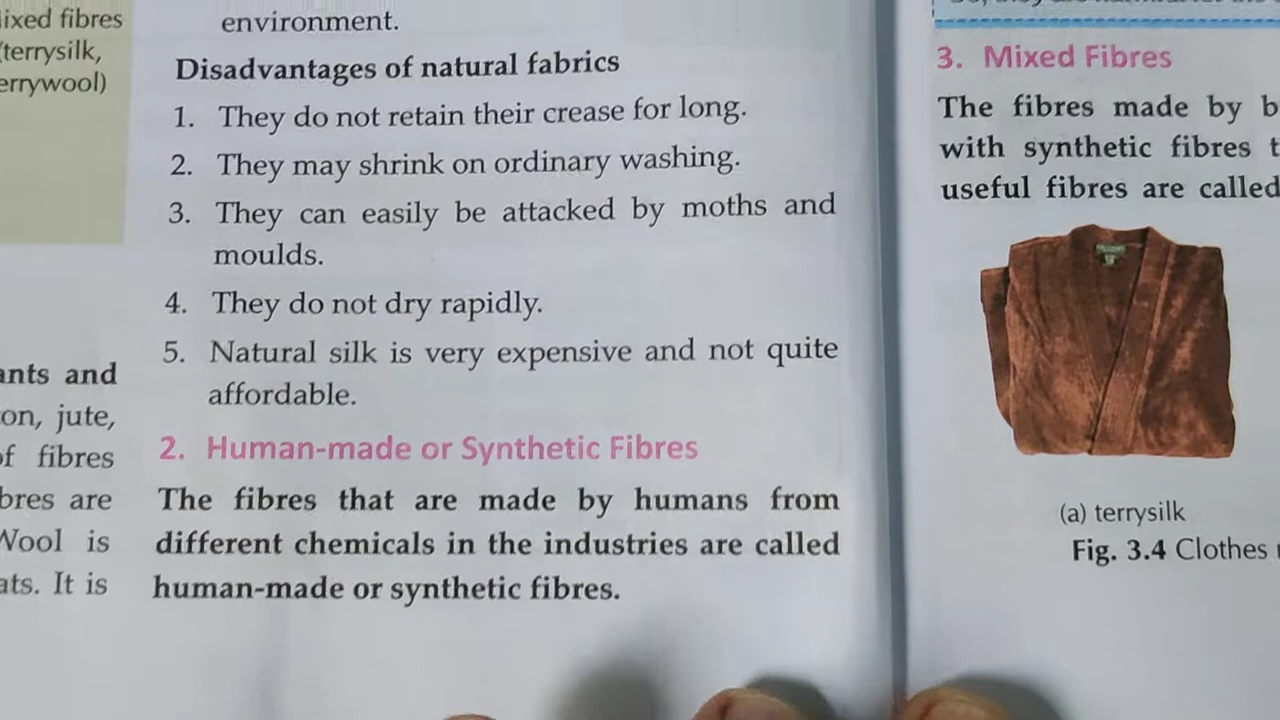 ixed fibres
(terrysilk,
errywool)
ants and
on, jute,
of fibres
bres are
Wool is
ats. It is
environment.
Disadvantages of natural fabrics
1. They do not retain their crease for long.
2. They may shrink on ordinary washing.
3. They can easily be attacked by moths and
moulds.
4. They do not dry rapidly.
5. Natural silk is very expensive and not quite
affordable.
2. Human-made or Synthetic Fibres
The fibres that are made by humans from
different chemicals in the industries are called
human-made or synthetic fibres.
3. Mixed Fibres
The fibres made by b
with synthetic fibres t
useful fibres are called
(a) terrysilk
Fig. 3.4 Clothes